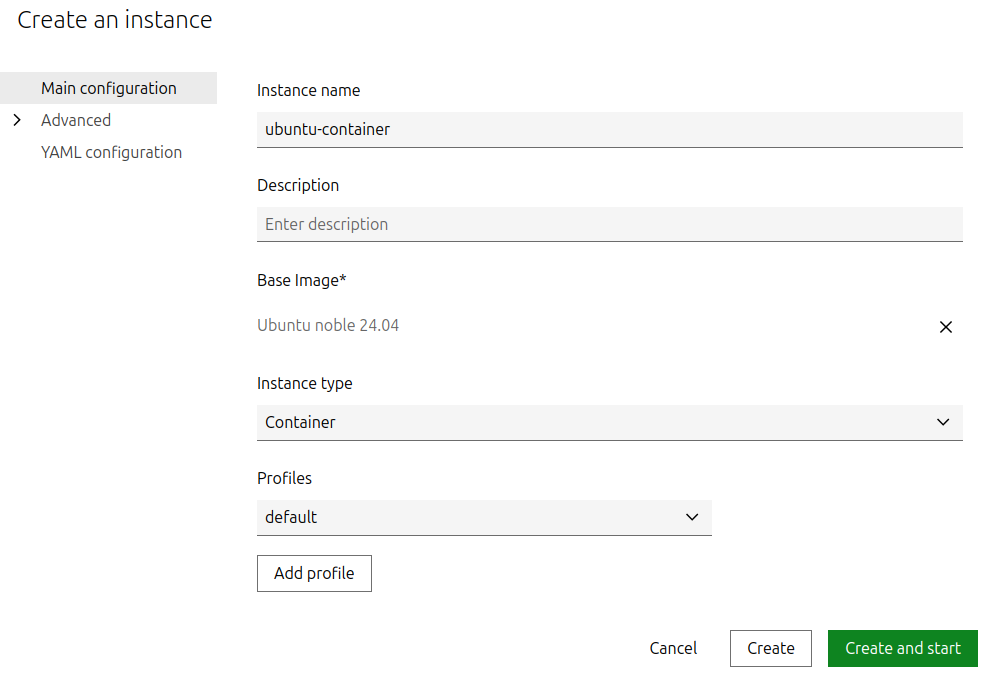 Create an instance
Main configuration
Advanced
YAML configuration
Instance name
ubuntu-container
Description
Enter description
Base Image*
Ubuntu noble 24.04
Instance type
Container
Profiles
default
Add profile
Cancel
Create
Create and start